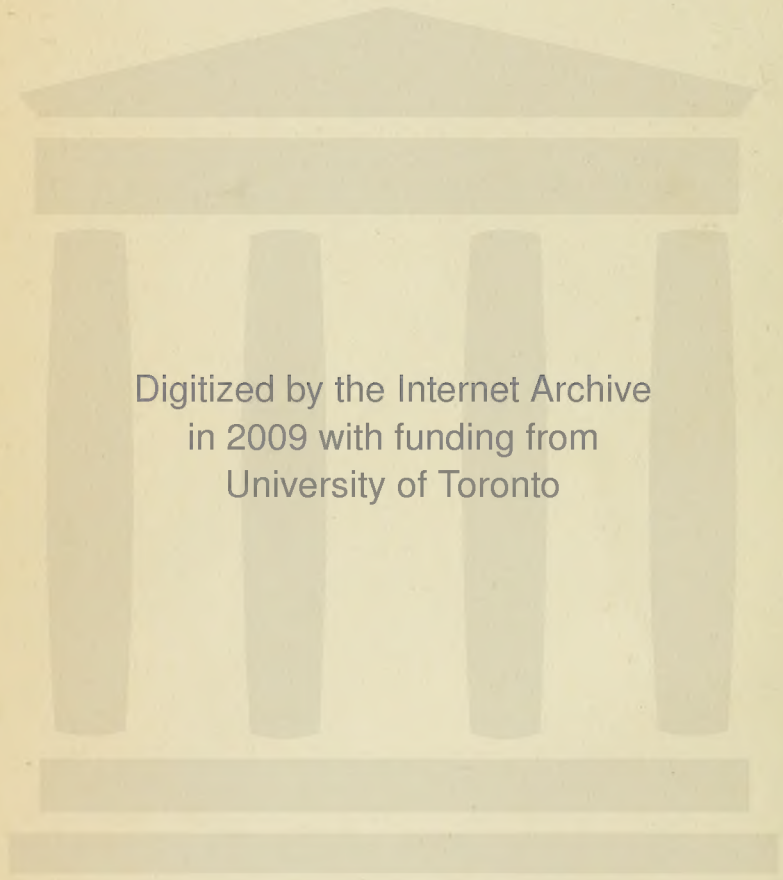 Digitized by the Internet Archive
in 2009 with funding from
University of Toronto